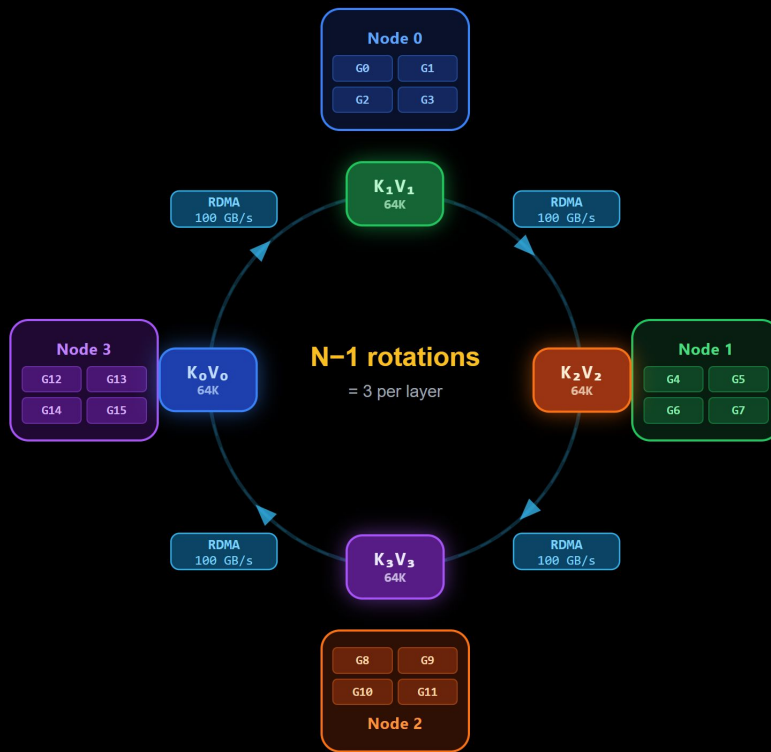 Node 0
G0 G1
G2 G3
K₁V₁
64K
RDMA
100 GB/s
RDMA
100 GB/s
Node 3
G12 G13
G14 G15
K₀V₀
64K
N−1 rotations
= 3 per layer
K₂V₂
64K
Node 1
G4 G5
G6 G7
RDMA
100 GB/s
RDMA
100 GB/s
K₃V₃
64K
G8 G9
G10 G11
Node 2